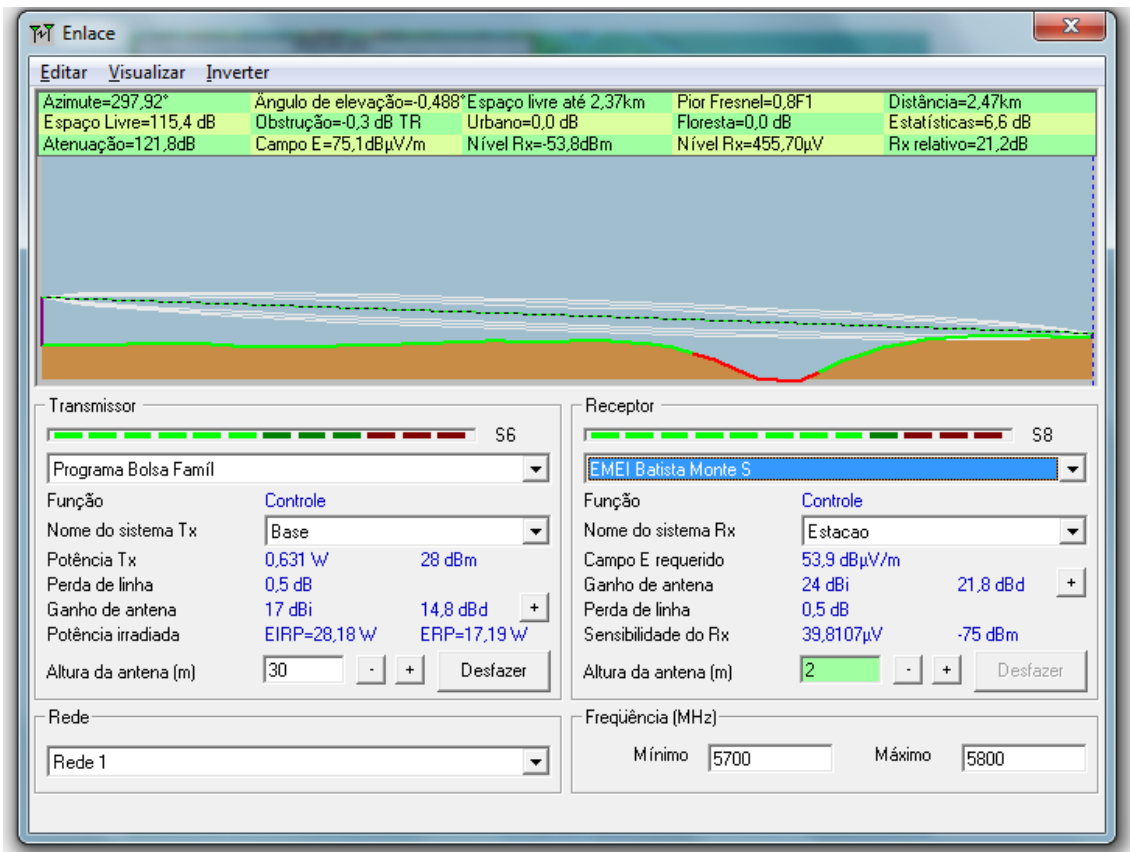 Enlace
X
Editar Visualizar Inverter
Azimute=297,92° Ângulo de elevação=-0,488° Espaço livre até 2,37km Pior Fresnel=0,8F1 Distância=2,47km
Espaço Livre=115,4 dB Obstrução=-0,3 dB TR Urbano=0,0 dB Floresta=0,0 dB Estatísticas=6,6 dB
Atenuação=121,8dB Campo E=75,1dBµV/m Nível Rx=-53,8dBm Nível Rx=455,70µV Rx relativo=21,2dB
Transmissor
S6
Programa Bolsa Famíl
Função Controle
Nome do sistema Tx Base
Potência Tx 0,631 W 28 dBm
Perda de linha 0,5 dB
Ganho de antena 17 dBi 14,8 dBd +
Potência irradiada EIRP=28,18 W ERP=17,19 W
Altura da antena (m) 30 - + Desfazer
Receptor
S8
EMEI Batista Monte S
Função Controle
Nome do sistema Rx Estacao
Campo E requerido 53,9 dBµV/m
Ganho de antena 24 dBi 21,8 dBd +
Perda de linha 0,5 dB
Sensibilidade do Rx 39,8107µV -75 dBm
Altura da antena (m) 2 - + Desfazer
Rede
Rede 1
Freqüência (MHz)
Mínimo 5700 Máximo 5800